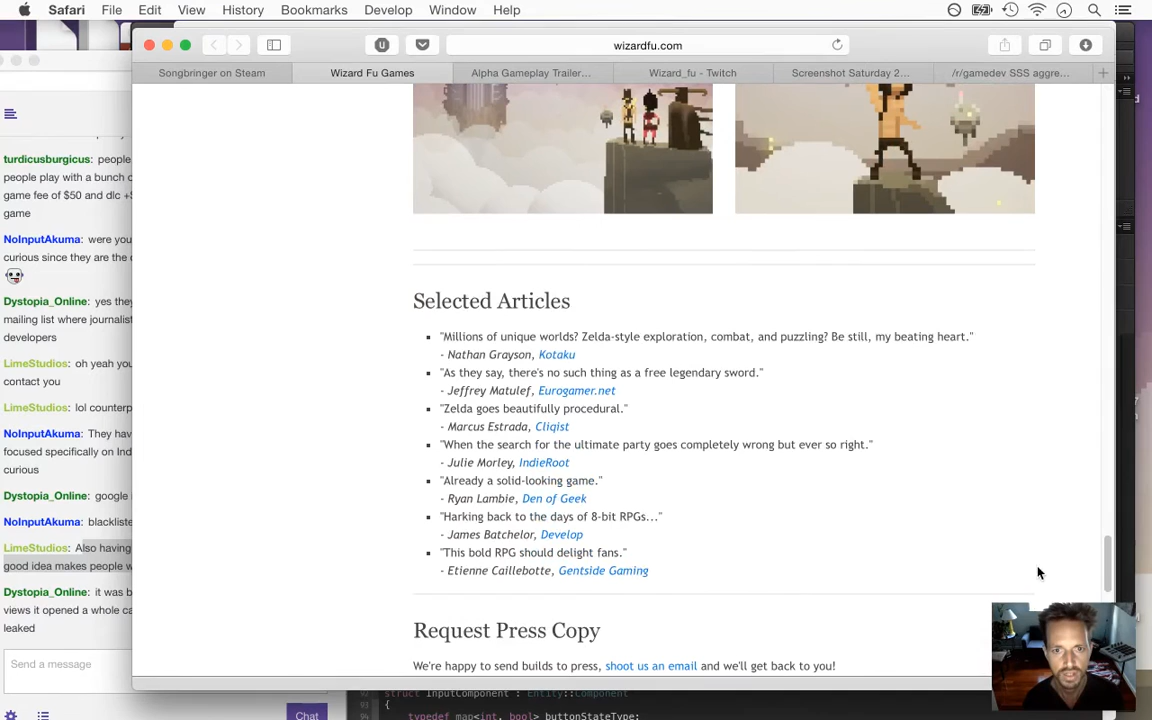 Safari File Edit View History Bookmarks Develop Window Help
wizardfu.com
Songbringer on Steam
Wizard Fu Games
Alpha Gameplay Trailer...
Wizard_fu - Twitch
Screenshot Saturday 2...
/r/gamedev SSS aggre...
turdicusburgicus: people
people play with a bunch
game fee of $50 and dlc
game
NoInputAkuma: were you
curious since they are the
Dystopia_Online: yes they
mailing list where journalist
developers
LimeStudios: oh yeah you
contact you
LimeStudios: lol
NoInputAkuma: They hav
focused specifically on Ind
curious
Dystopia_Online: google
NoInputAkuma:
LimeStudios: Also having
good idea makes people
Dystopia_Online: it was
views it opened a whole
leaked
Send a message
Chat
Selected Articles
"Millions of unique worlds? Zelda-style exploration, combat, and puzzling? Be still, my beating heart."
- Nathan Grayson, Kotaku
"As they say, there's no such thing as a free legendary sword."
- Jeffrey Matulef, Eurogamer.net
"Zelda goes beautifully procedural."
- Marcus Estrada, Cliqist
"When the search for the ultimate party goes completely wrong but ever so right."
- Julie Morley, IndieRoot
"Already a solid-looking game."
- Ryan Lambie, Den of Geek
"Harking back to the days of 8-bit RPGs..."
- James Batchelor, Develop
"This bold RPG should delight fans."
- Etienne Caillebotte, Gentside Gaming
Request Press Copy
We're happy to send builds to press, shoot us an email and we'll get back to you!
struct InputComponent : Entity::Component
93 {
94 typedef map<int, bool> buttonStateType;